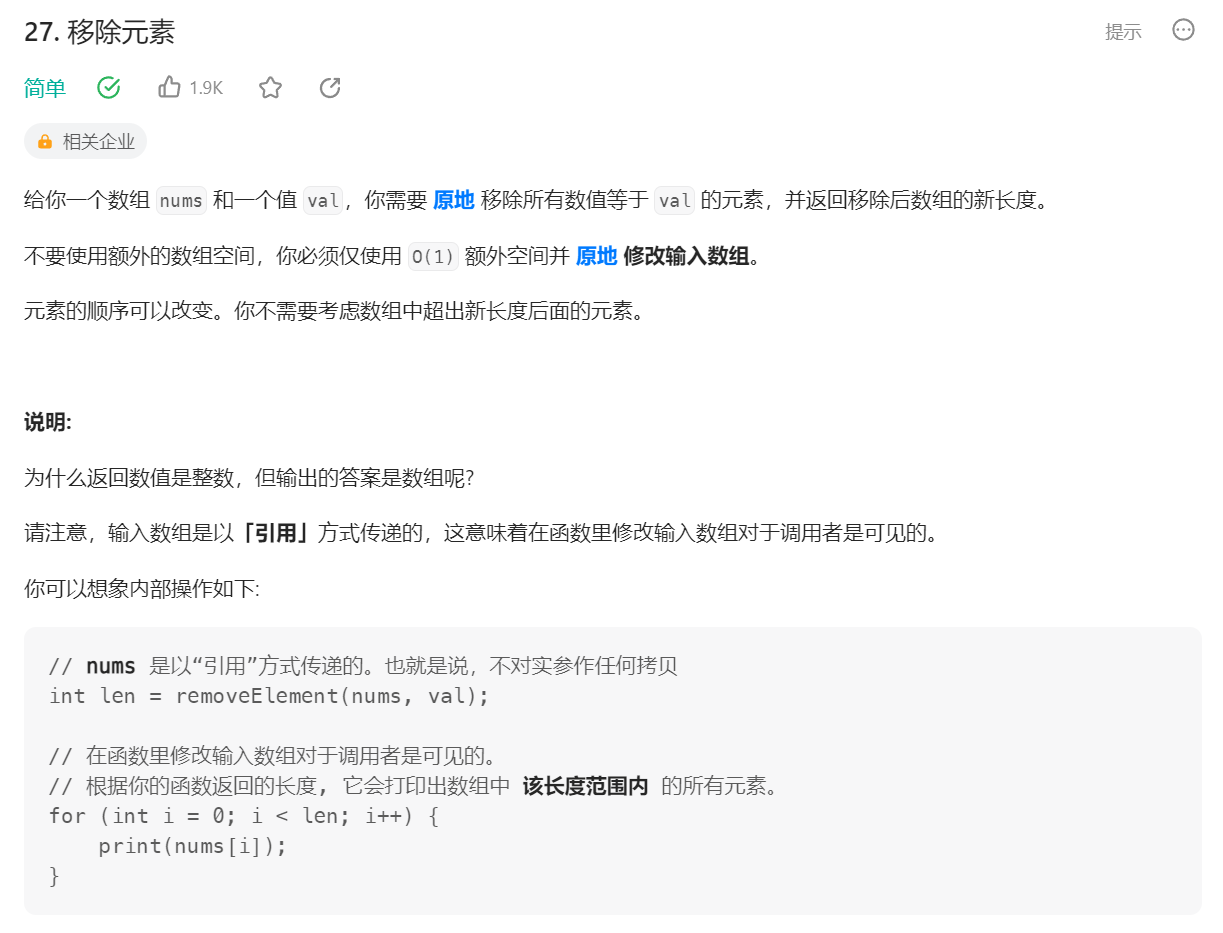 27. 移除元素
提示
简单
1.9K
相关企业
给你一个数组 nums 和一个值 val，你需要 原地 移除所有数值等于 val 的元素，并返回移除后数组的新长度。
不要使用额外的数组空间，你必须仅使用 O(1) 额外空间并 原地 修改输入数组。
元素的顺序可以改变。你不需要考虑数组中超出新长度后面的元素。
说明:
为什么返回数值是整数，但输出的答案是数组呢?
请注意，输入数组是以「引用」方式传递的，这意味着在函数里修改输入数组对于调用者是可见的。
你可以想象内部操作如下:
// nums 是以“引用”方式传递的。也就是说，不对实参作任何拷贝
int len = removeElement(nums, val);
// 在函数里修改输入数组对于调用者是可见的。
// 根据你的函数返回的长度, 它会打印出数组中 该长度范围内 的所有元素。
for (int i = 0; i < len; i++) {
    print(nums[i]);
}